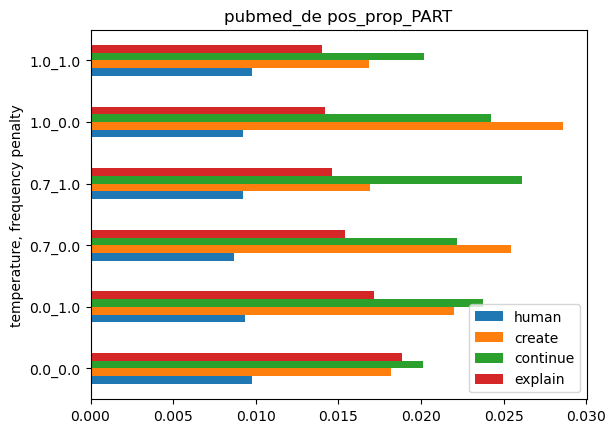 pubmed_de pos_prop_PART
temperature, frequency penalty
1.0_1.0
1.0_0.0
0.7_1.0
0.7_0.0
0.0_1.0
0.0_0.0
human
create
continue
explain
0.000 0.005 0.010 0.015 0.020 0.025 0.030